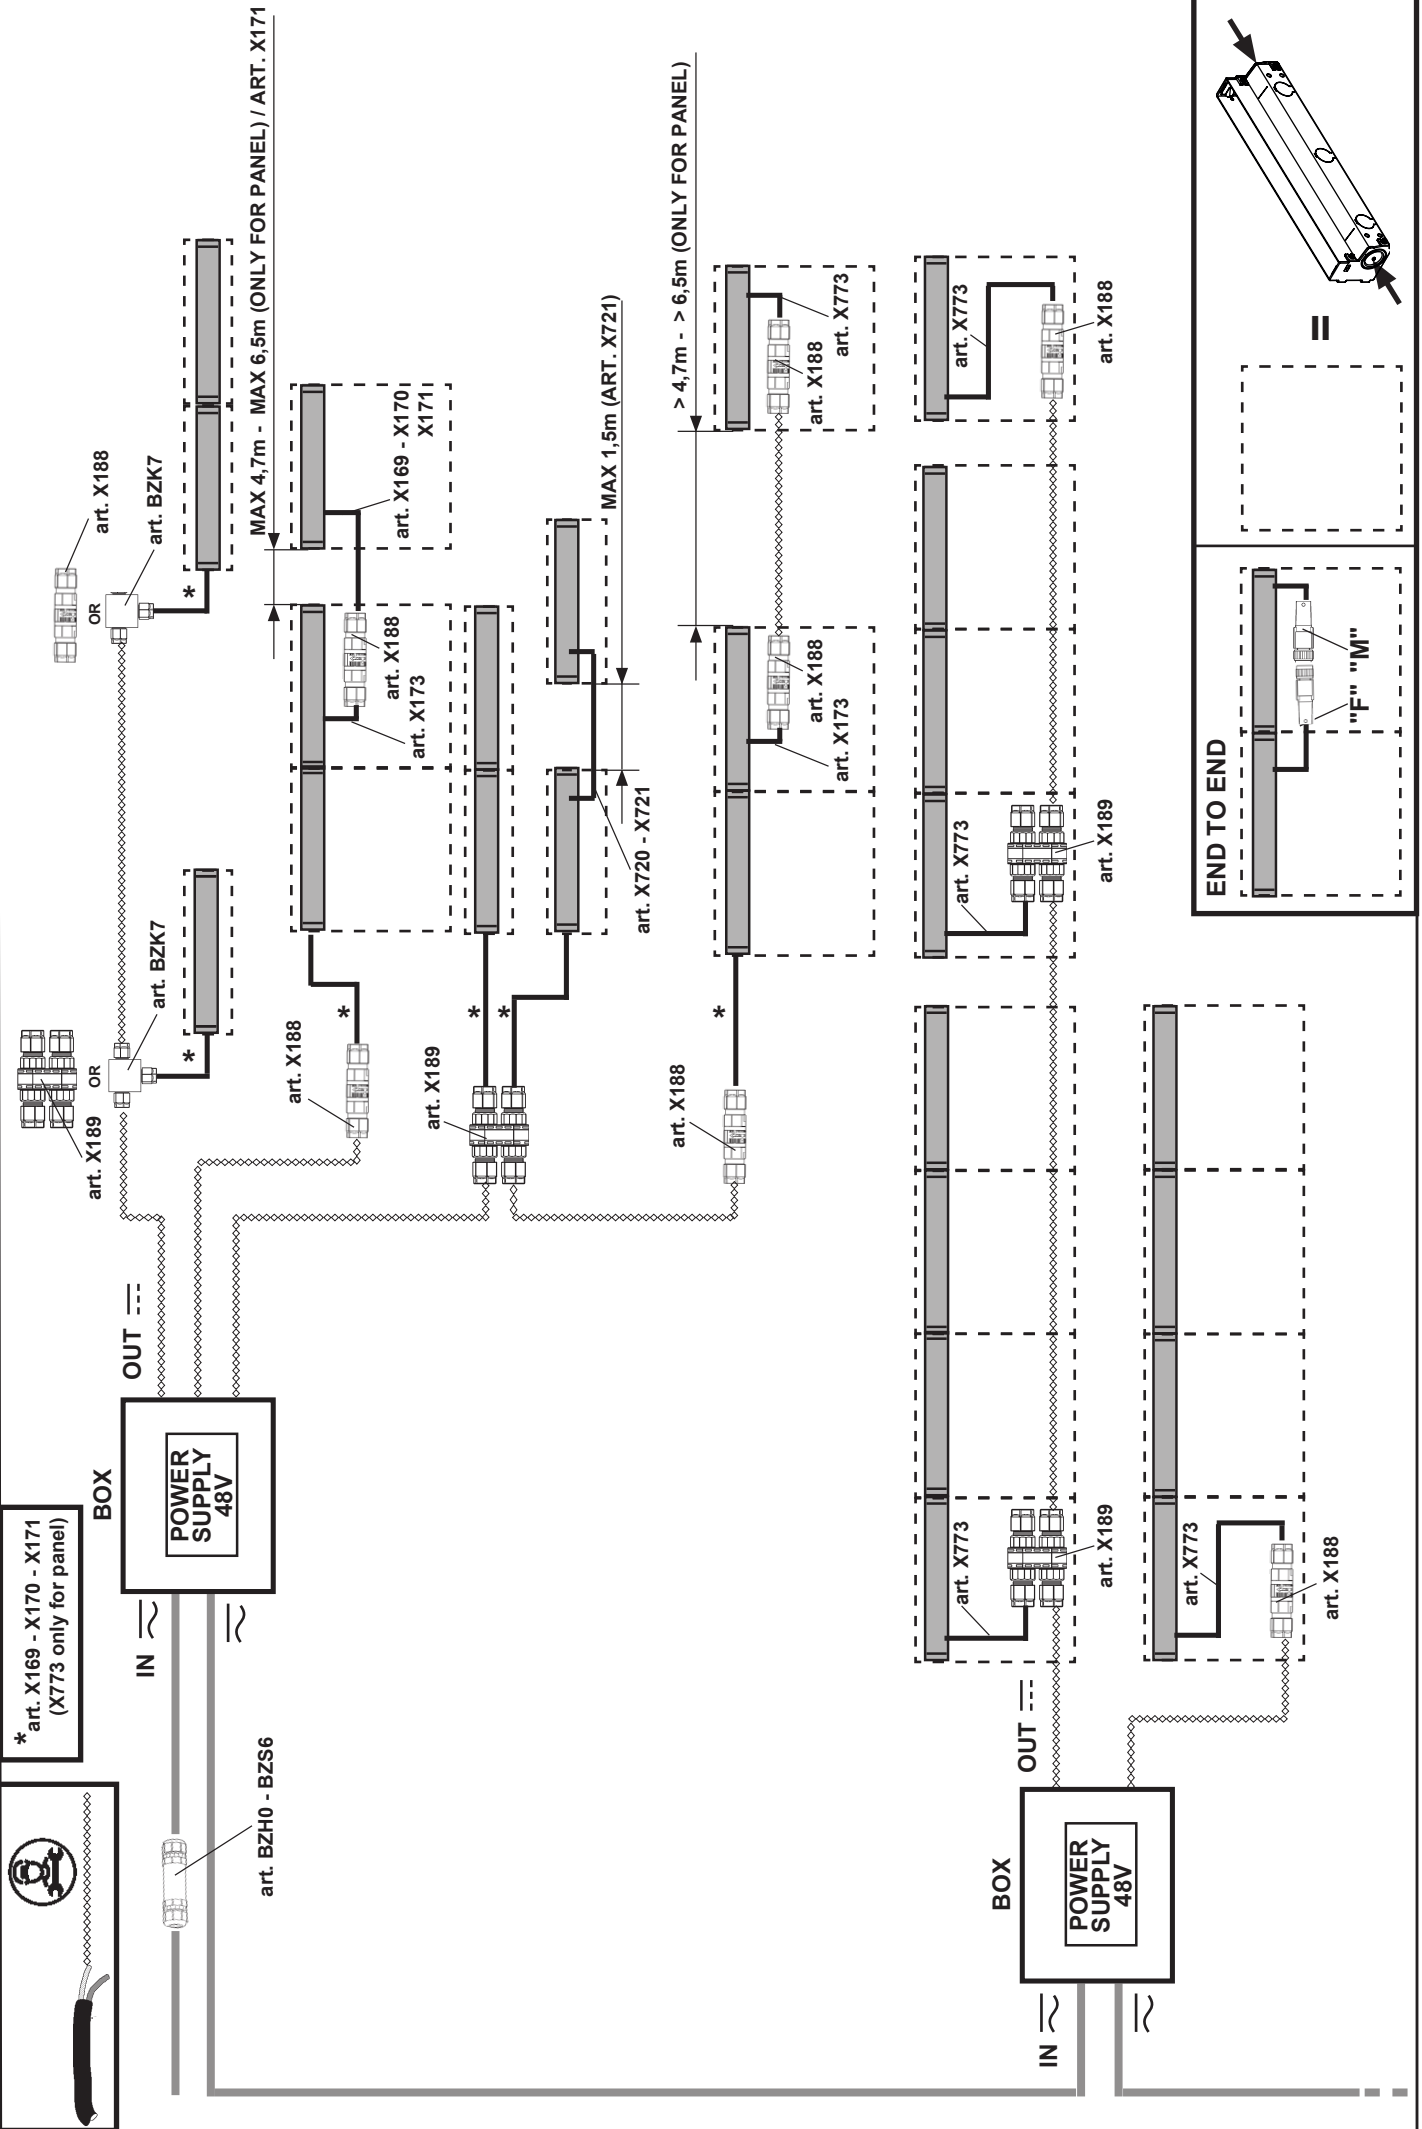 * art. X169 - X170 - X171
(X773 only for panel)
BOX
POWER
SUPPLY
48V
IN
OUT
art. BZH0 - BZS6
art. X189
OR
art. BZK7
*
art. X188
OR
art. BZK7
*
MAX 4,7m - MAX 6,5m (ONLY FOR PANEL) / ART. X171
art. X188
*
art. X173
art. X188
art. X169 - X170
X171
art. X189
*
*
MAX 1,5m (ART. X721)
art. X720 - X721
> 4,7m - > 6,5m (ONLY FOR PANEL)
art. X188
*
art. X173
art. X188
art. X188
art. X773
BOX
POWER
SUPPLY
48V
IN
OUT
art. X773
art. X189
art. X773
art. X189
art. X773
art. X188
art. X773
art. X188
END TO END
"F" "M"
=